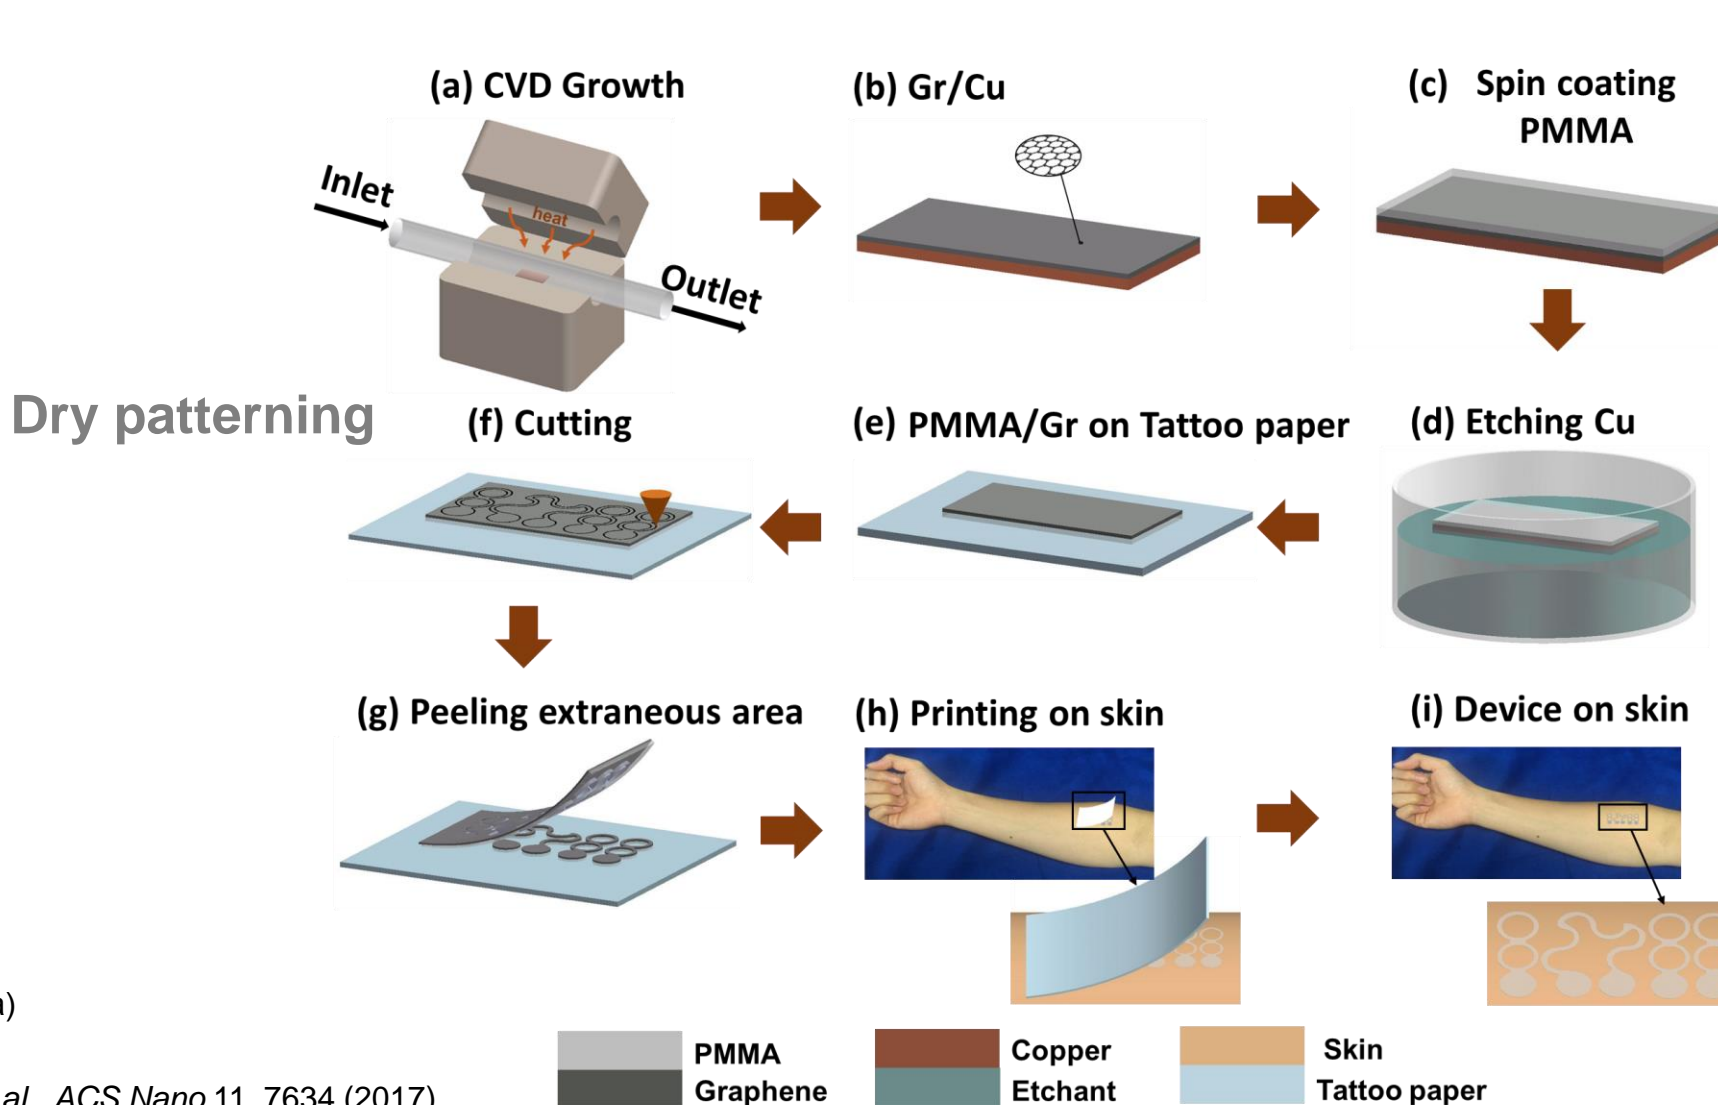 (a) CVD Growth
Inlet
heat
Outlet
(b) Gr/Cu
(c) Spin coating
PMMA
Dry patterning
(f) Cutting
(e) PMMA/Gr on Tattoo paper
(d) Etching Cu
(g) Peeling extraneous area
(h) Printing on skin
(i) Device on skin
a)
al., ACS Nano 11, 7634 (2017)
PMMA
Graphene
Copper
Etchant
Skin
Tattoo paper